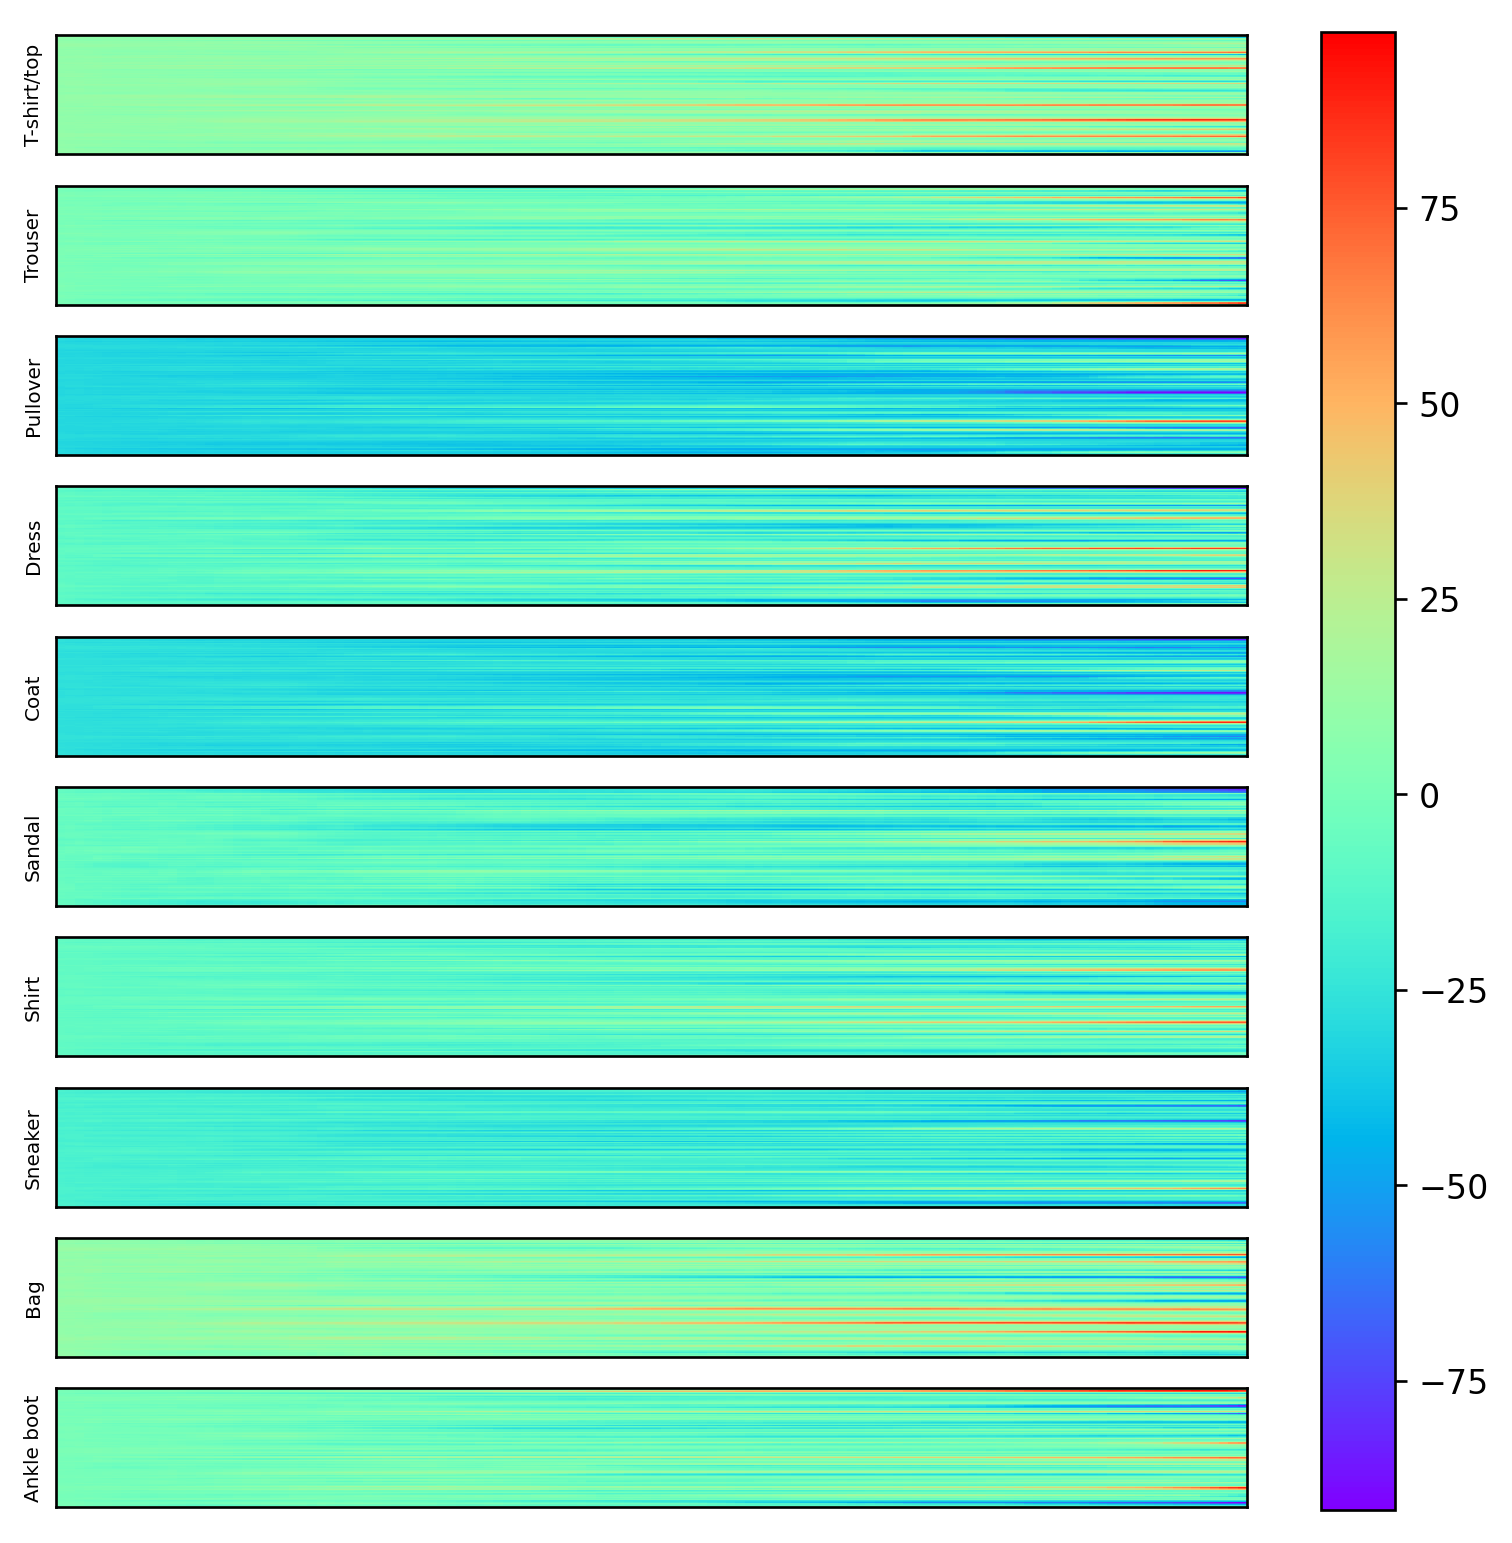 T-shirt/top
Trouser
Pullover
Dress
Coat
Sandal
Shirt
Sneaker
Bag
Ankle boot
75
50
25
0
−25
−50
−75